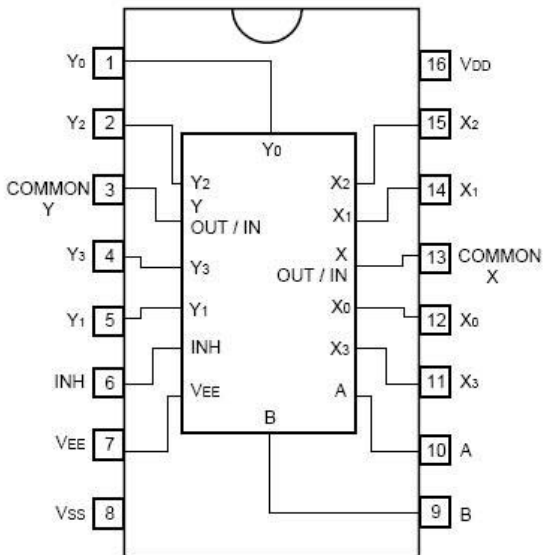 Y0 1
16 VDD
Y2 2
15 X2
Y0
COMMON
Y
3
Y2
X2
14 X1
Y
OUT / IN
X1
Y3 4
X
OUT / IN
13 COMMON
X
Y3
Y1 5
Y1
X0
12 X0
INH 6
INH
X3
11 X3
VEE
A
VEE 7
B
10 A
VSS 8
9 B